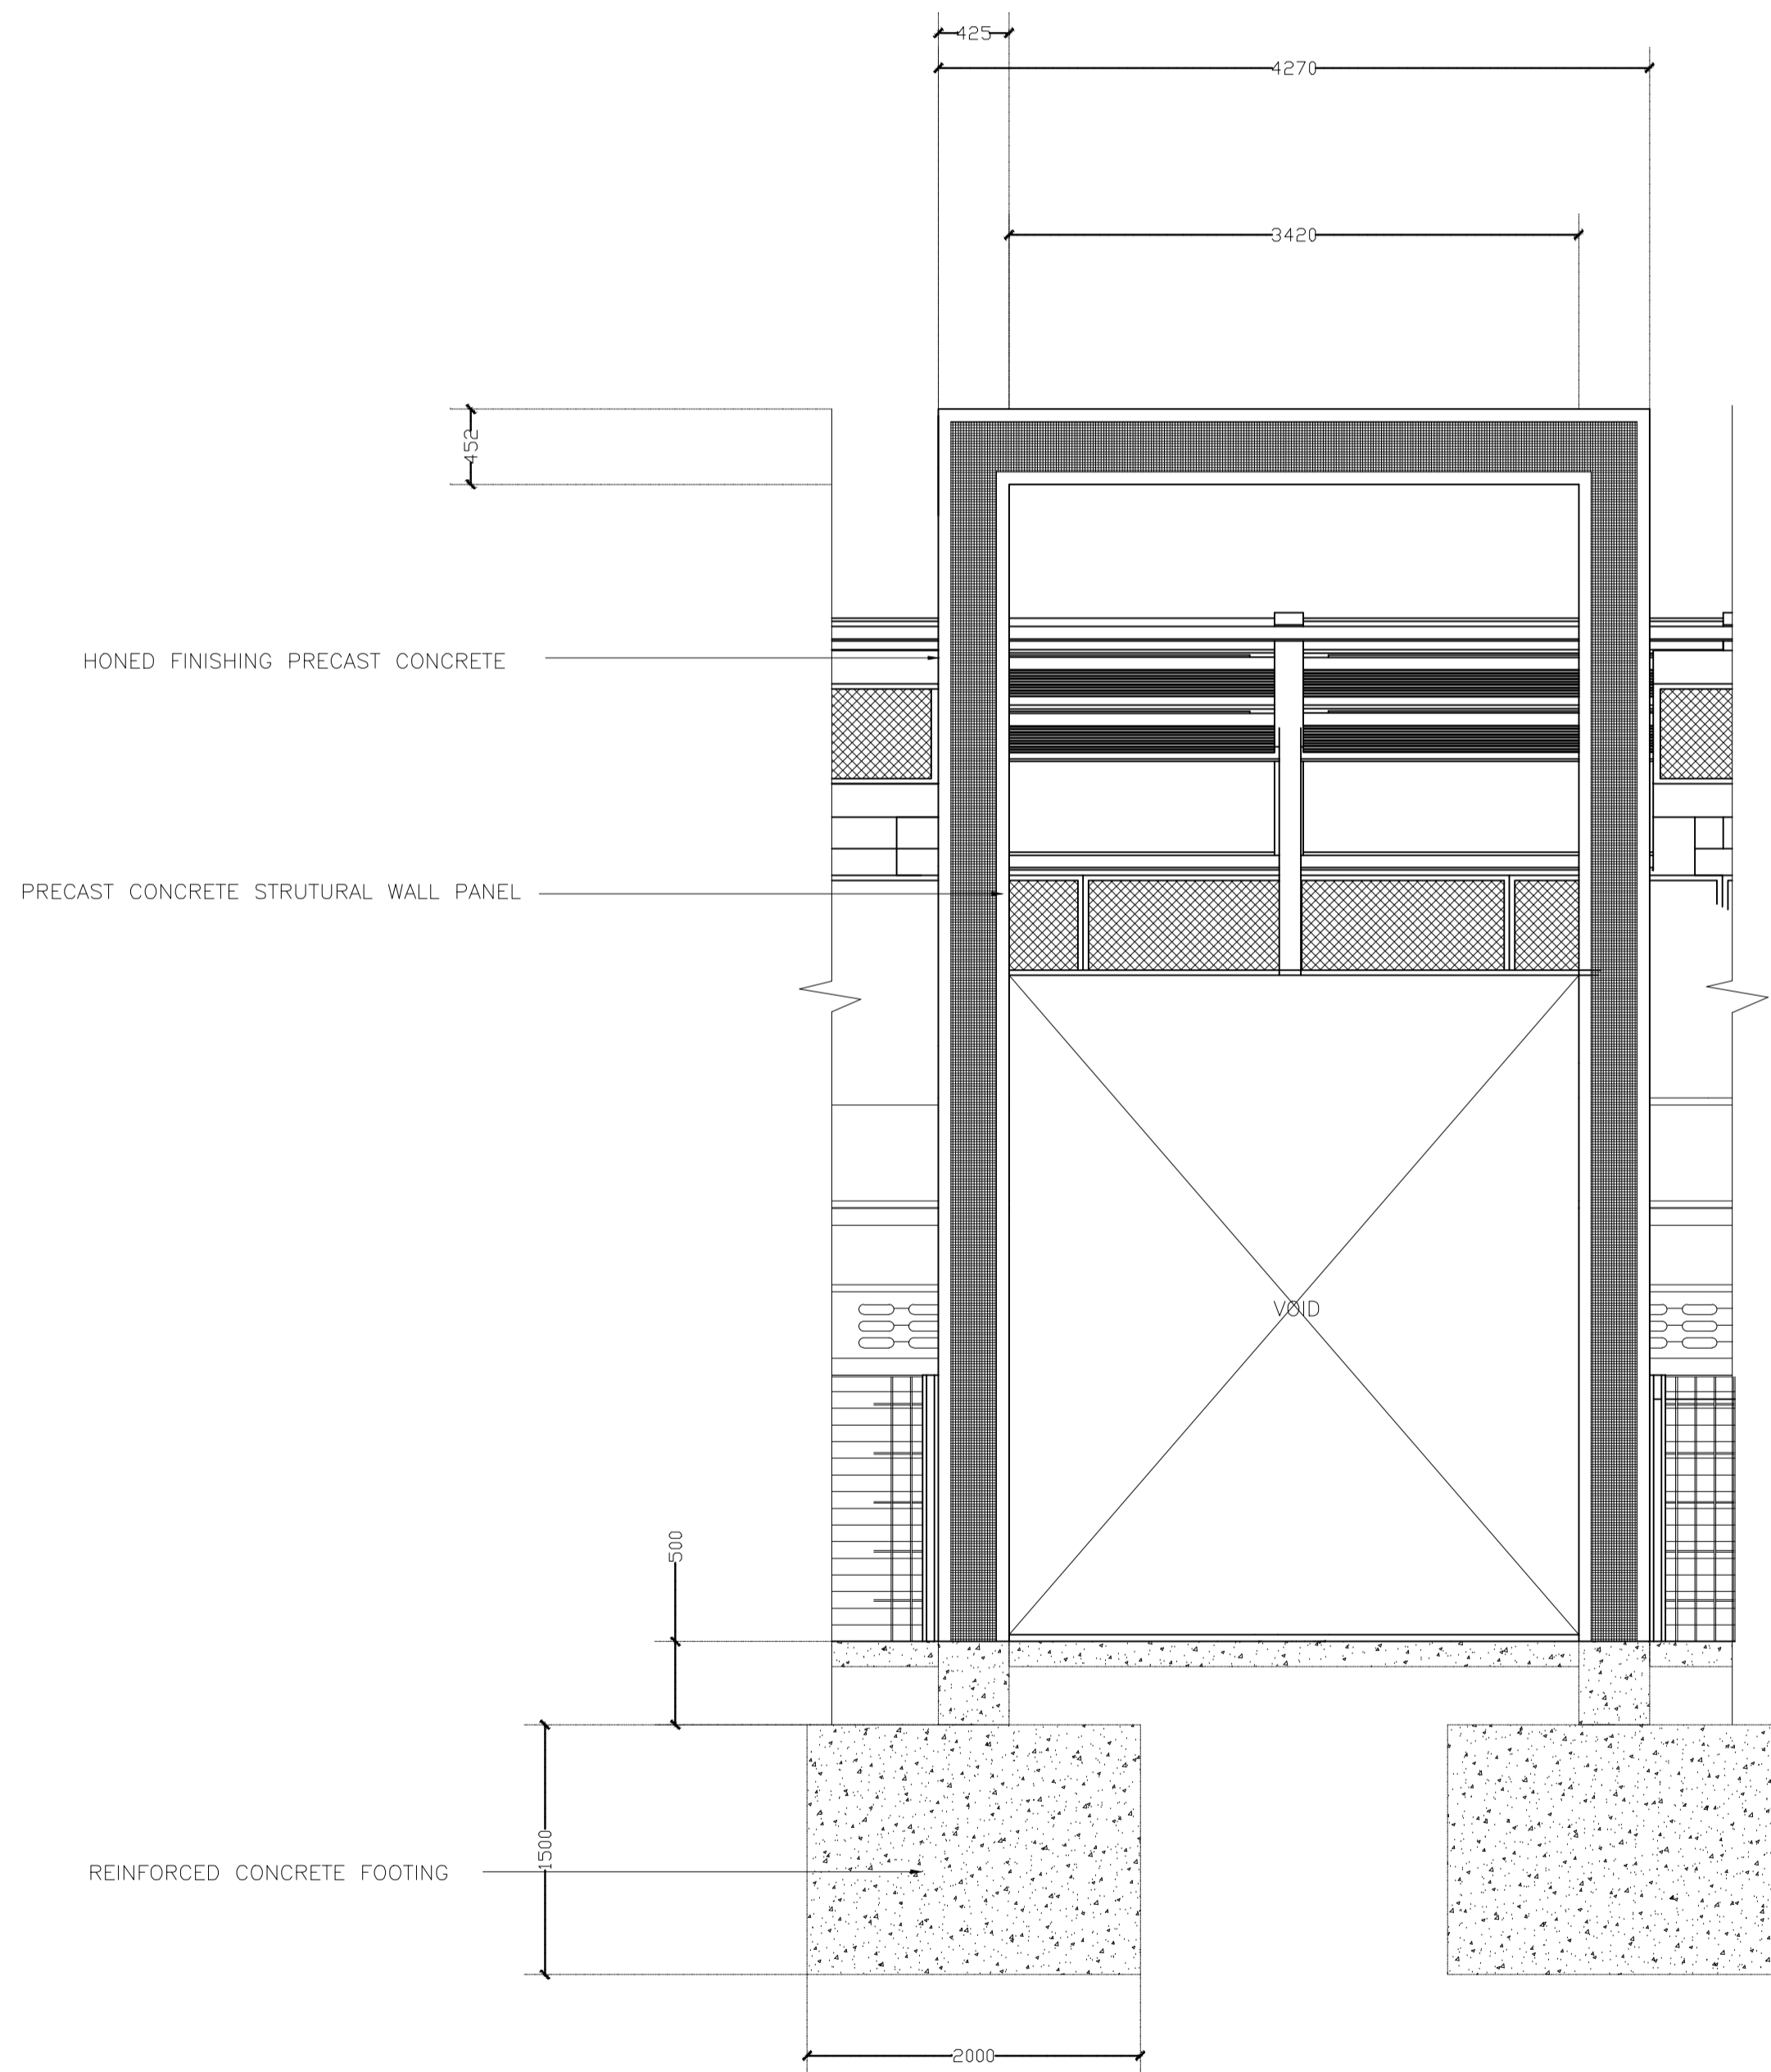 425
4270
3420
452
HONED FINISHING PRECAST CONCRETE
PRECAST CONCRETE STRUTURAL WALL PANEL
VOID
500
1500
REINFORCED CONCRETE FOOTING
2000